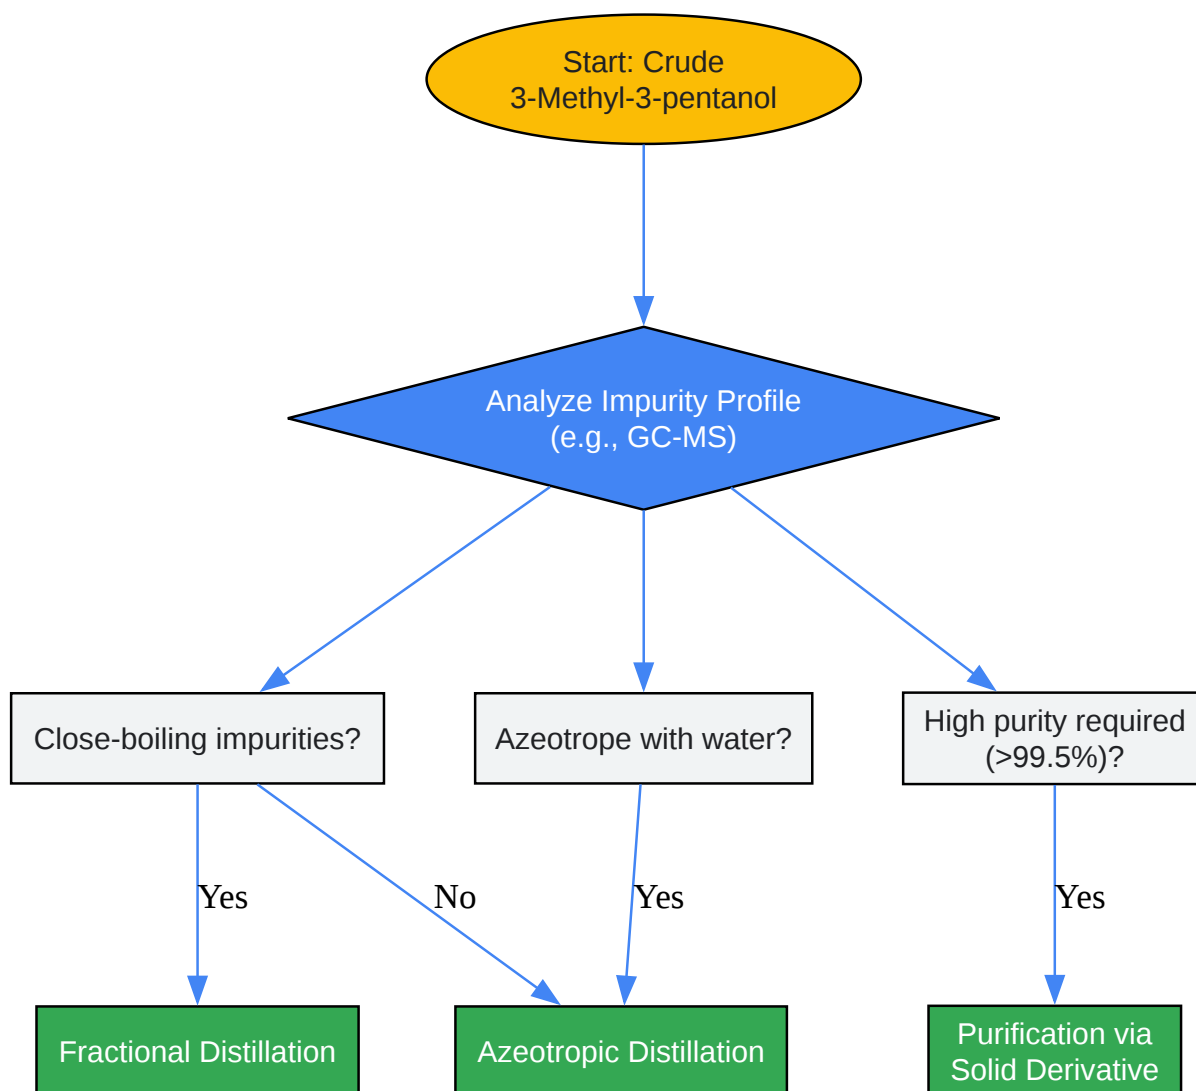 Start: Crude
3-Methyl-3-pentanol
Analyze Impurity Profile
(e.g., GC-MS)
Close-boiling impurities?
Azeotrope with water?
High purity required
(>99.5%)?
Yes
No
Yes
Yes
Fractional Distillation
Azeotropic Distillation
Purification via
Solid Derivative